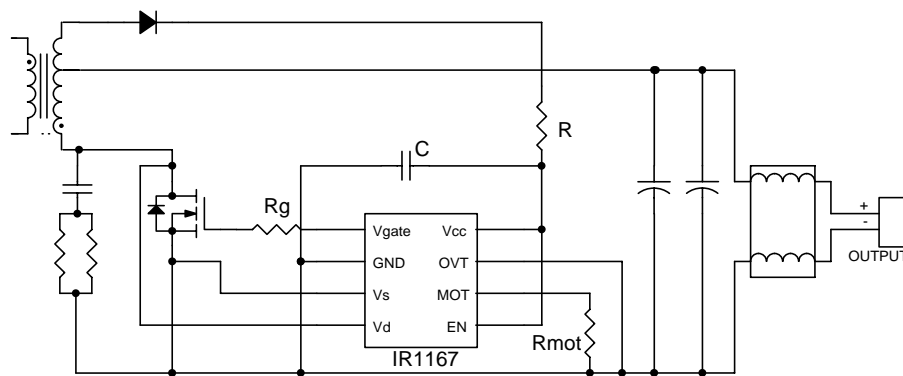 R
C
Rg
Vgate
Vcc
GND
OVT
Vs
MOT
Vd
EN
IR1167
Rmot
+
-
OUTPUT